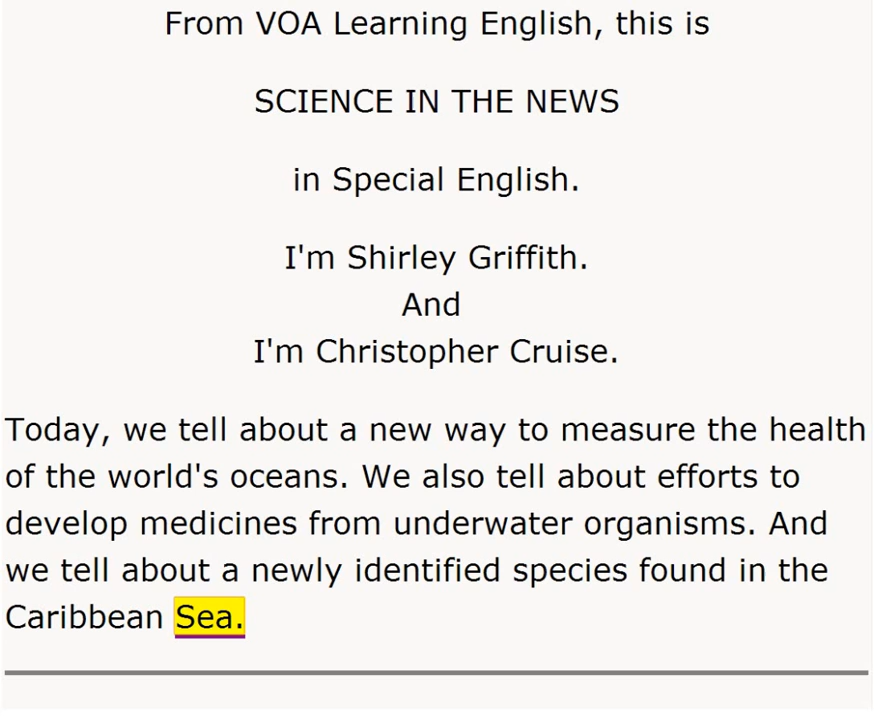 From VOA Learning English, this is
SCIENCE IN THE NEWS
in Special English.
I'm Shirley Griffith.
And
I'm Christopher Cruise.
Today, we tell about a new way to measure the health
of the world's oceans. We also tell about efforts to
develop medicines from underwater organisms. And
we tell about a newly identified species found in the
Caribbean Sea.